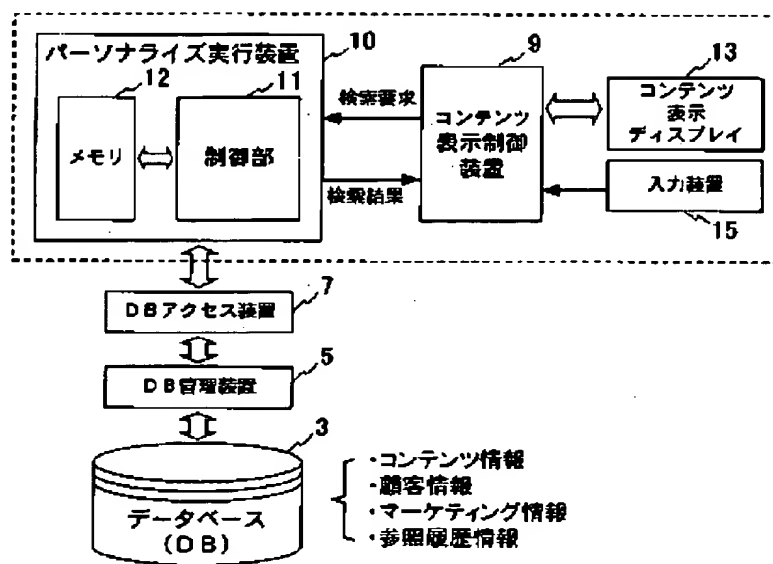 パーソナライズ実行装置
10
12
11
メモリ
制御部
検索要求
検索結果
9
コンテンツ
表示制御
装置
13
コンテンツ
表示
ディスプレイ
入力装置
15
7
DBアクセス装置
5
DB管理装置
3
データベース
(DB)
・コンテンツ情報
・顧客情報
・マーケティング情報
・参照履歴情報